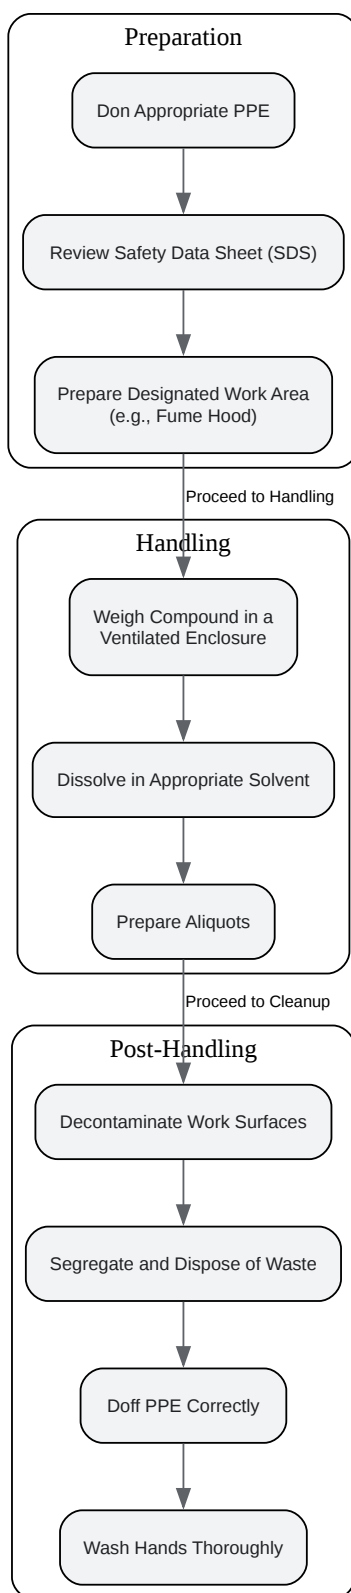 Preparation
Don Appropriate PPE
Review Safety Data Sheet (SDS)
Prepare Designated Work Area
(e.g., Fume Hood)
Proceed to Handling
Handling
Weigh Compound in a
Ventilated Enclosure
Dissolve in Appropriate Solvent
Prepare Aliquots
Proceed to Cleanup
Post-Handling
Decontaminate Work Surfaces
Segregate and Dispose of Waste
Doff PPE Correctly
Wash Hands Thoroughly